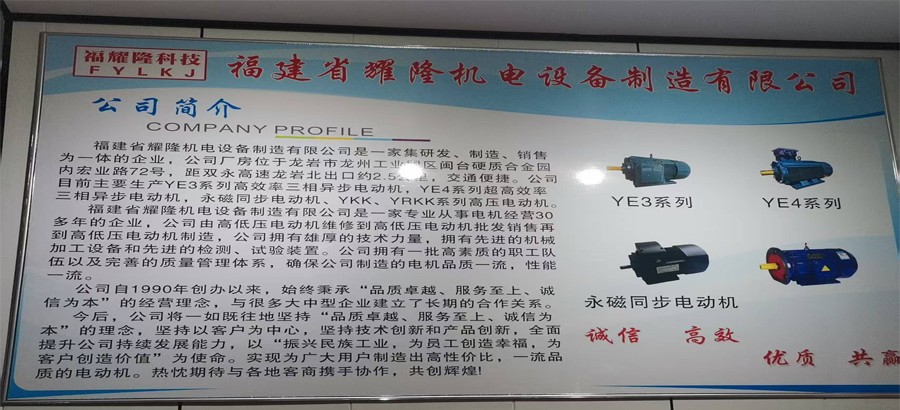 福耀隆科技
FYLKJ
福建省耀隆机电设备制造有限公司
公司简介
COMPANY PROFILE
福建省耀隆机电设备制造有限公司是一家集研发、制造、销售
为一体的企业，公司厂房位于龙岩市龙州工业园区闽台硬质合金园
内宏业路72号，距双永高速龙岩北出口约2.5公里，交通便捷。公司
目前主要生产YE3系列高效率三相异步电动机，YE4系列超高效率
三相异步电动机，永磁同步电动机、YKK、YRKK系列高压电动机。
福建省耀隆机电设备制造有限公司是一家专业从事电机经营30
多年的企业，公司由高低压电动机维修到高低压电动机批发销售再
到高低压电动机制造，公司拥有雄厚的技术力量，拥有先进的机械
加工设备和先进的检测、试验装置。公司拥有一批高素质的职工队
伍以及完善的质量管理体系，确保公司制造的电机品质一流，性能
一流。
公司自1990年创办以来，始终秉承“品质卓越、服务至上、诚
信为本”的经营理念，与很多大中型企业建立了长期的合作关系。
今后，公司将一如既往地坚持“品质卓越、服务至上，诚信为
本”的理念，坚持以客户为中心，坚持技术创新和产品创新，全面
提升公司持续发展能力，以“振兴民族工业，为员工创造幸福，为
客户创造价值”为使命。实现为广大用户制造出高性价比，一流品
质的电动机。热忱期待与各地客商携手协作，共创辉煌!
YE3系列
YE4系列
永磁同步电动机
诚信 高效
优质 共赢